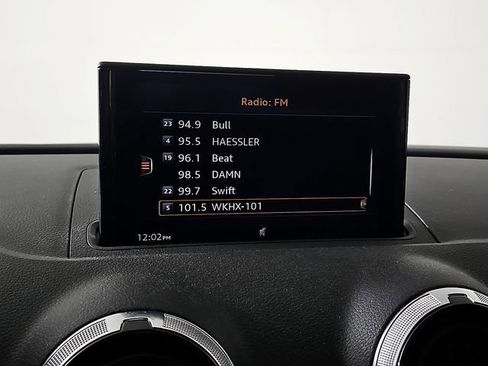 Radio: FM
23 94.9 Bull
4 95.5 HAESSLER
19 96.1 Beat
98.5 DAMN
22 99.7 Swift
5 101.5 WKHX-101
12:02PM